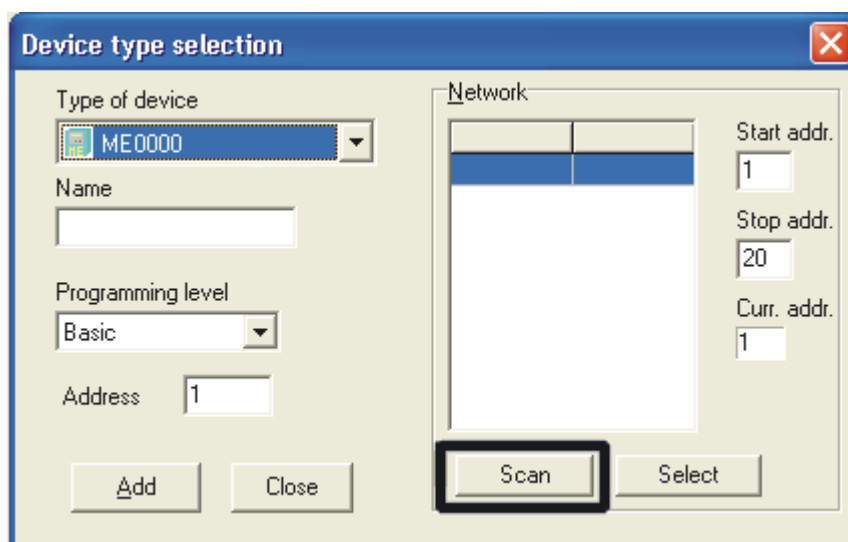 Device type selection
Type of device
ME0000
Name
Programming level
Basic
Address 1
Add Close
Network
Start addr.
1
Stop addr.
20
Curr. addr.
1
Scan Select